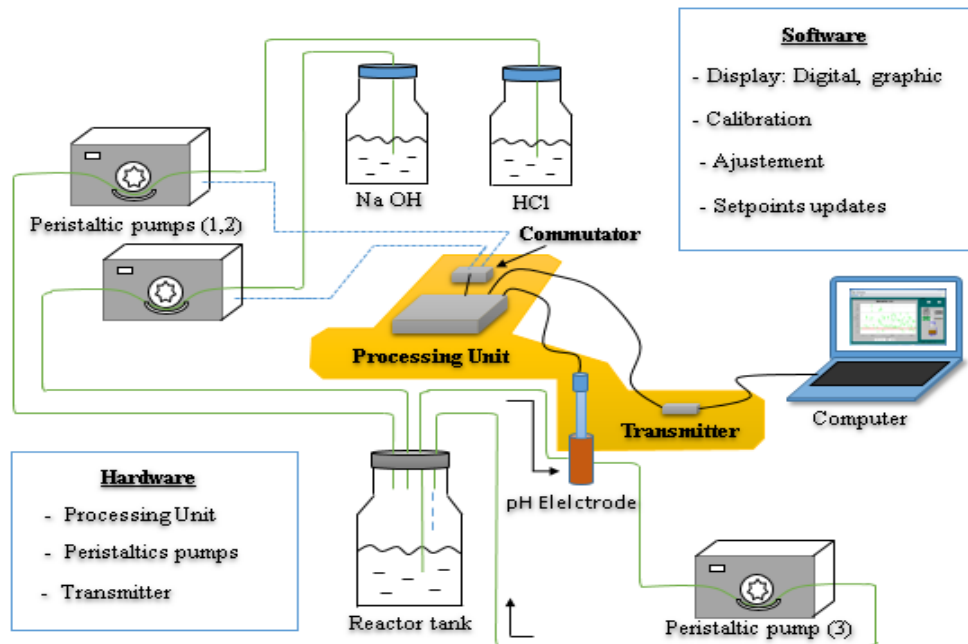 Software
- Display: Digital, graphic
- Calibration
- Ajustement
- Setpoints updates
Na OH
HCl
Peristaltic pumps (1,2)
Commutator
Processing Unit
Transmitter
Computer
pH Elelctrode
Hardware
- Processing Unit
- Peristaltics pumps
- Transmitter
Reactor tank
Peristaltic pump (3)